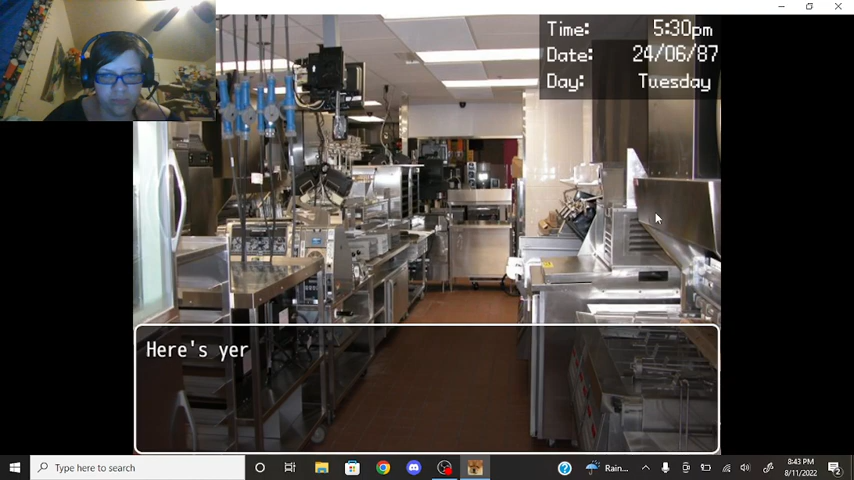 Time: 5:30pm
Date: 24/06/87
Day: Tuesday
Here's yer
Type here to search
Rain...
8:43 PM
8/11/2022
2